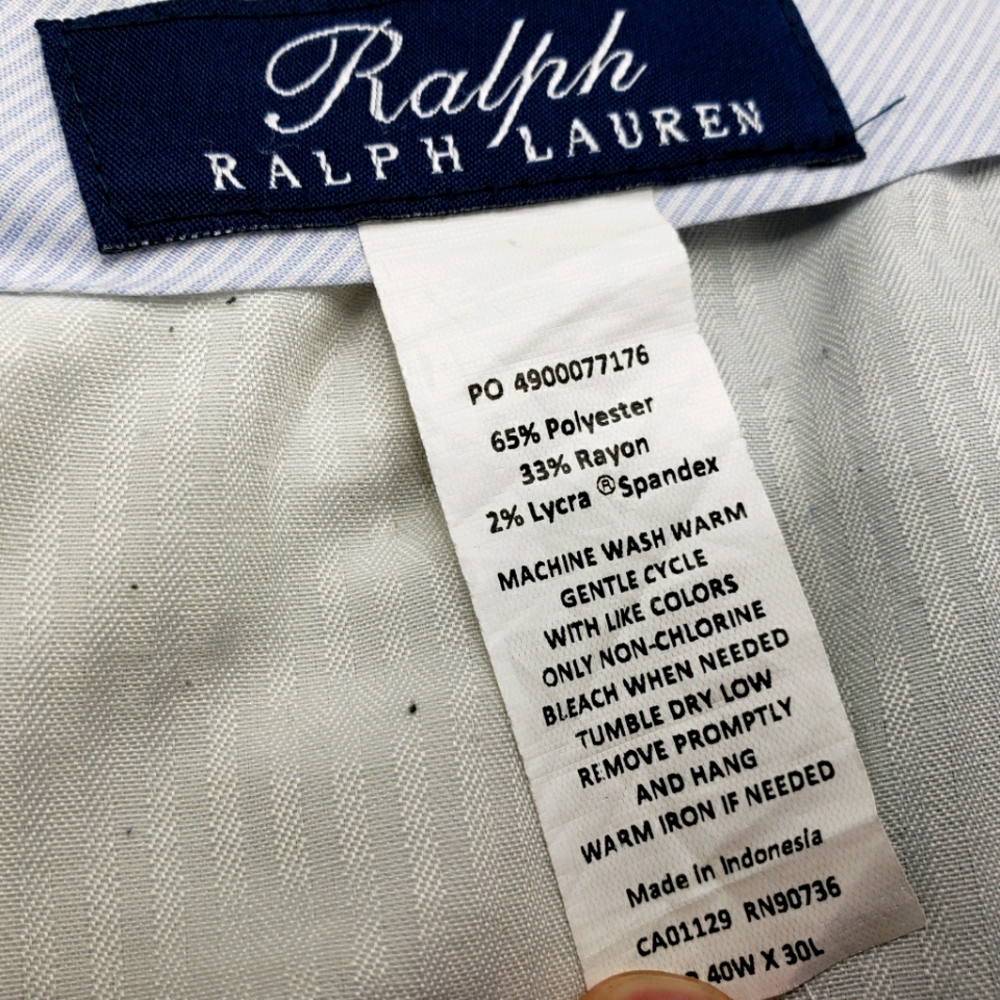 Ralph
RALPH LAUREN
PO 4900077176
65% Polyester
33% Rayon
2% Lycra ® Spandex
MACHINE WASH WARM
GENTLE CYCLE
WITH LIKE COLORS
ONLY NON-CHLORINE
BLEACH WHEN NEEDED
TUMBLE DRY LOW
REMOVE PROMPTLY
AND HANG
WARM IRON IF NEEDED
Made in Indonesia
CA01129 RN90736
40W X 30L